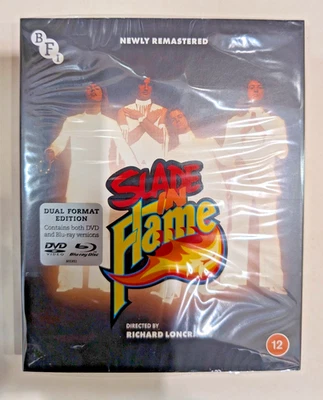 BFI
NEWLY REMASTERED
SLADE
IN
Flame
DUAL FORMAT
EDITION
Contains both DVD
and Blu-ray versions
DVD
VIDEO
Blu-ray Disc
DIRECTED BY
RICHARD
12